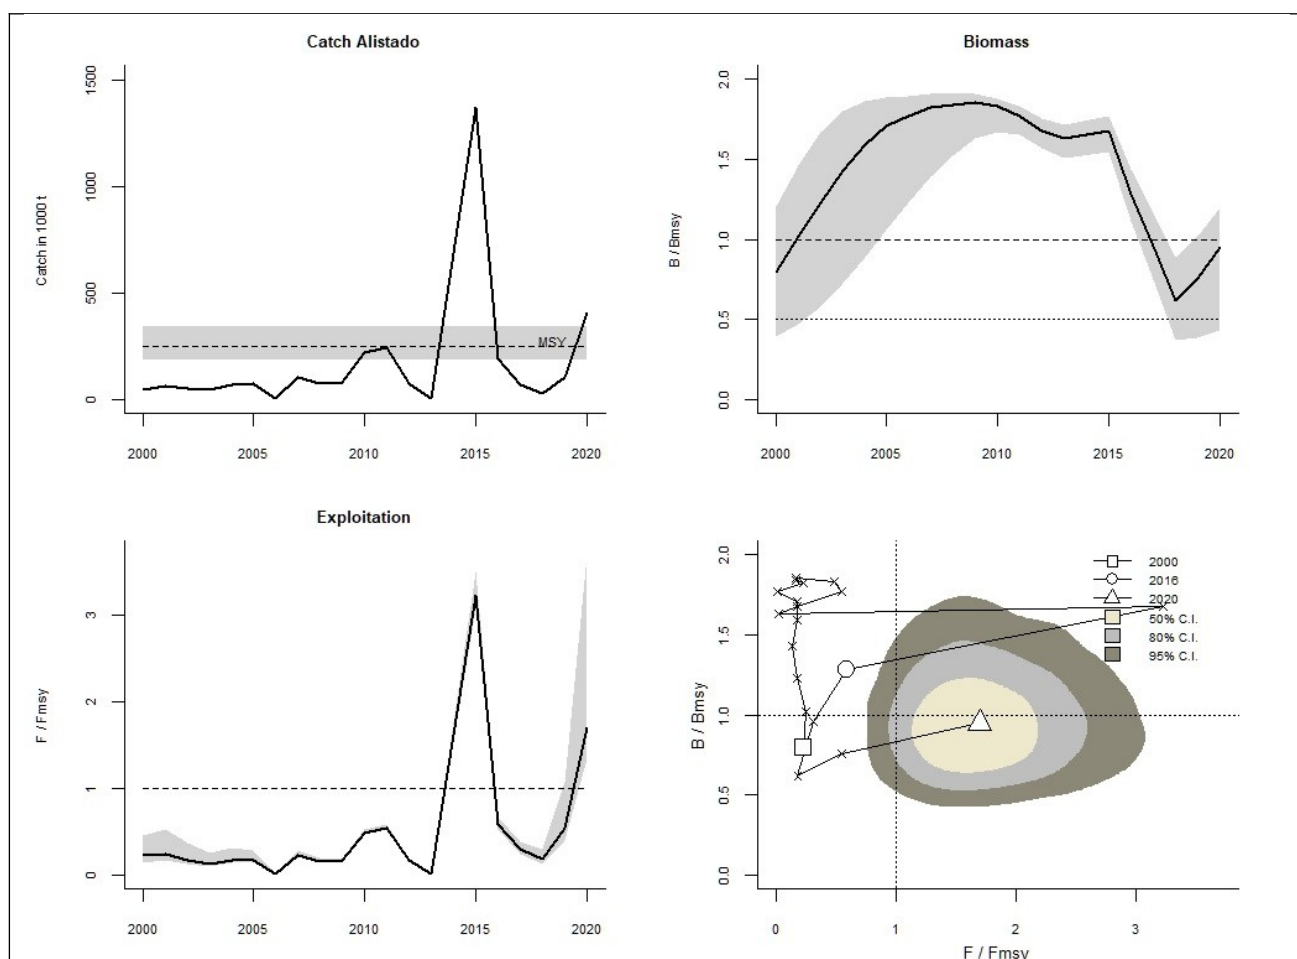 Catch Alistado
Catch in 1000 t
1500
1000
500
0
MSY
2000 2005 2010 2015 2020
Biomass
B / Bmsy
2.0
1.5
1.0
0.5
0.0
2000 2005 2010 2015 2020
Exploitation
F / Fmsy
3
2
1
0
2000 2005 2010 2015 2020
B / Bmsy
2.0
1.5
1.0
0.5
0.0
2000
2016
2020
50% C.I.
80% C.I.
95% C.I.
0 1 2 3
F / Fmsy